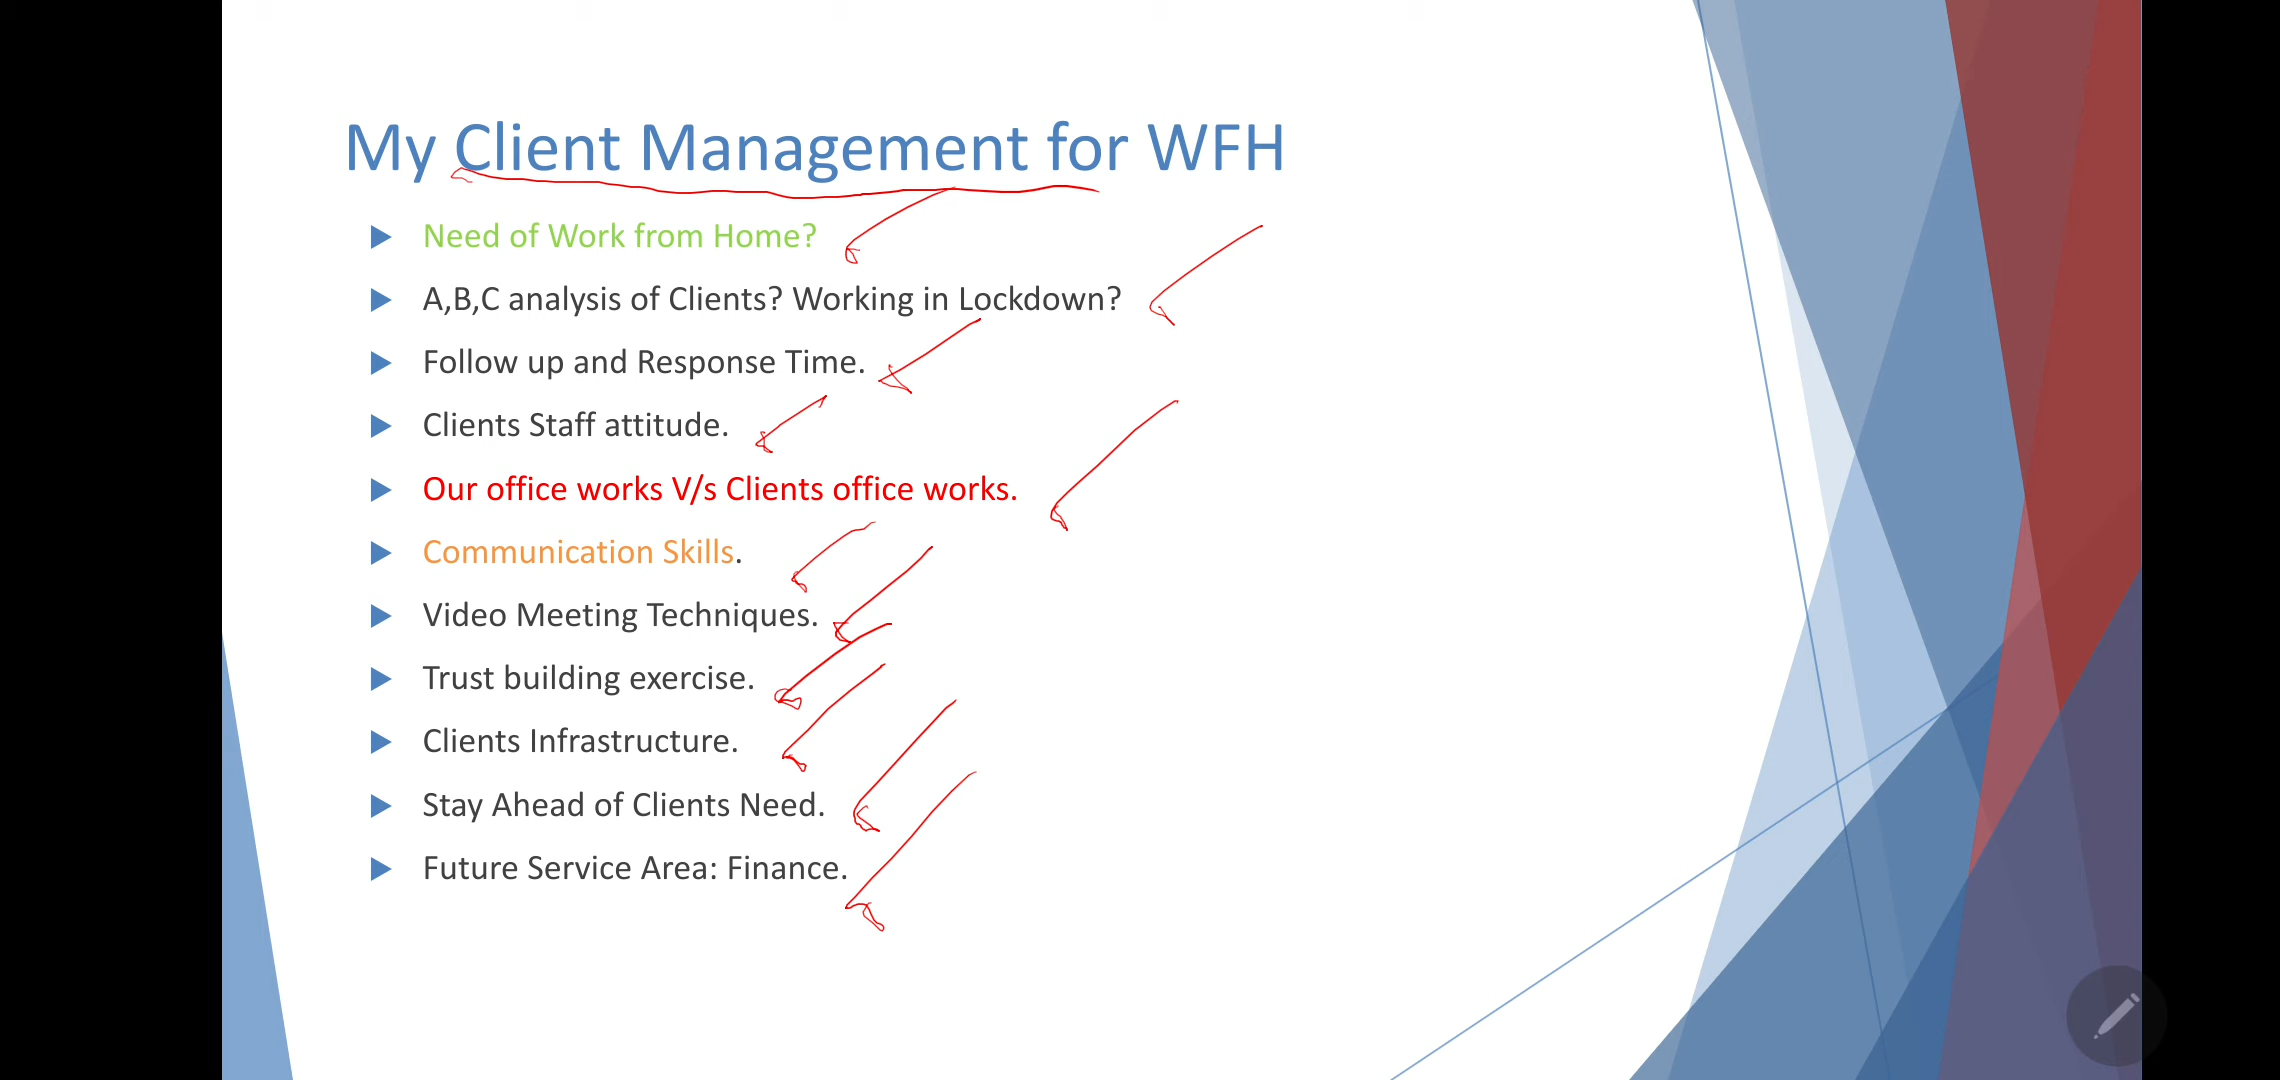 My Client Management for WFH
Need of Work from Home?
A,B,C analysis of Clients? Working in Lockdown?
Follow up and Response Time.
Clients Staff attitude.
Our office works V/s Clients office works.
Communication Skills.
Video Meeting Techniques.
Trust building exercise.
Clients Infrastructure.
Stay Ahead of Clients Need.
Future Service Area: Finance.